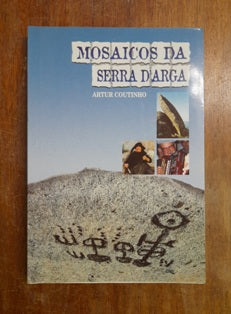 MOSAICOS DA
SERRA D'ARGA
ARTUR COUTINHO